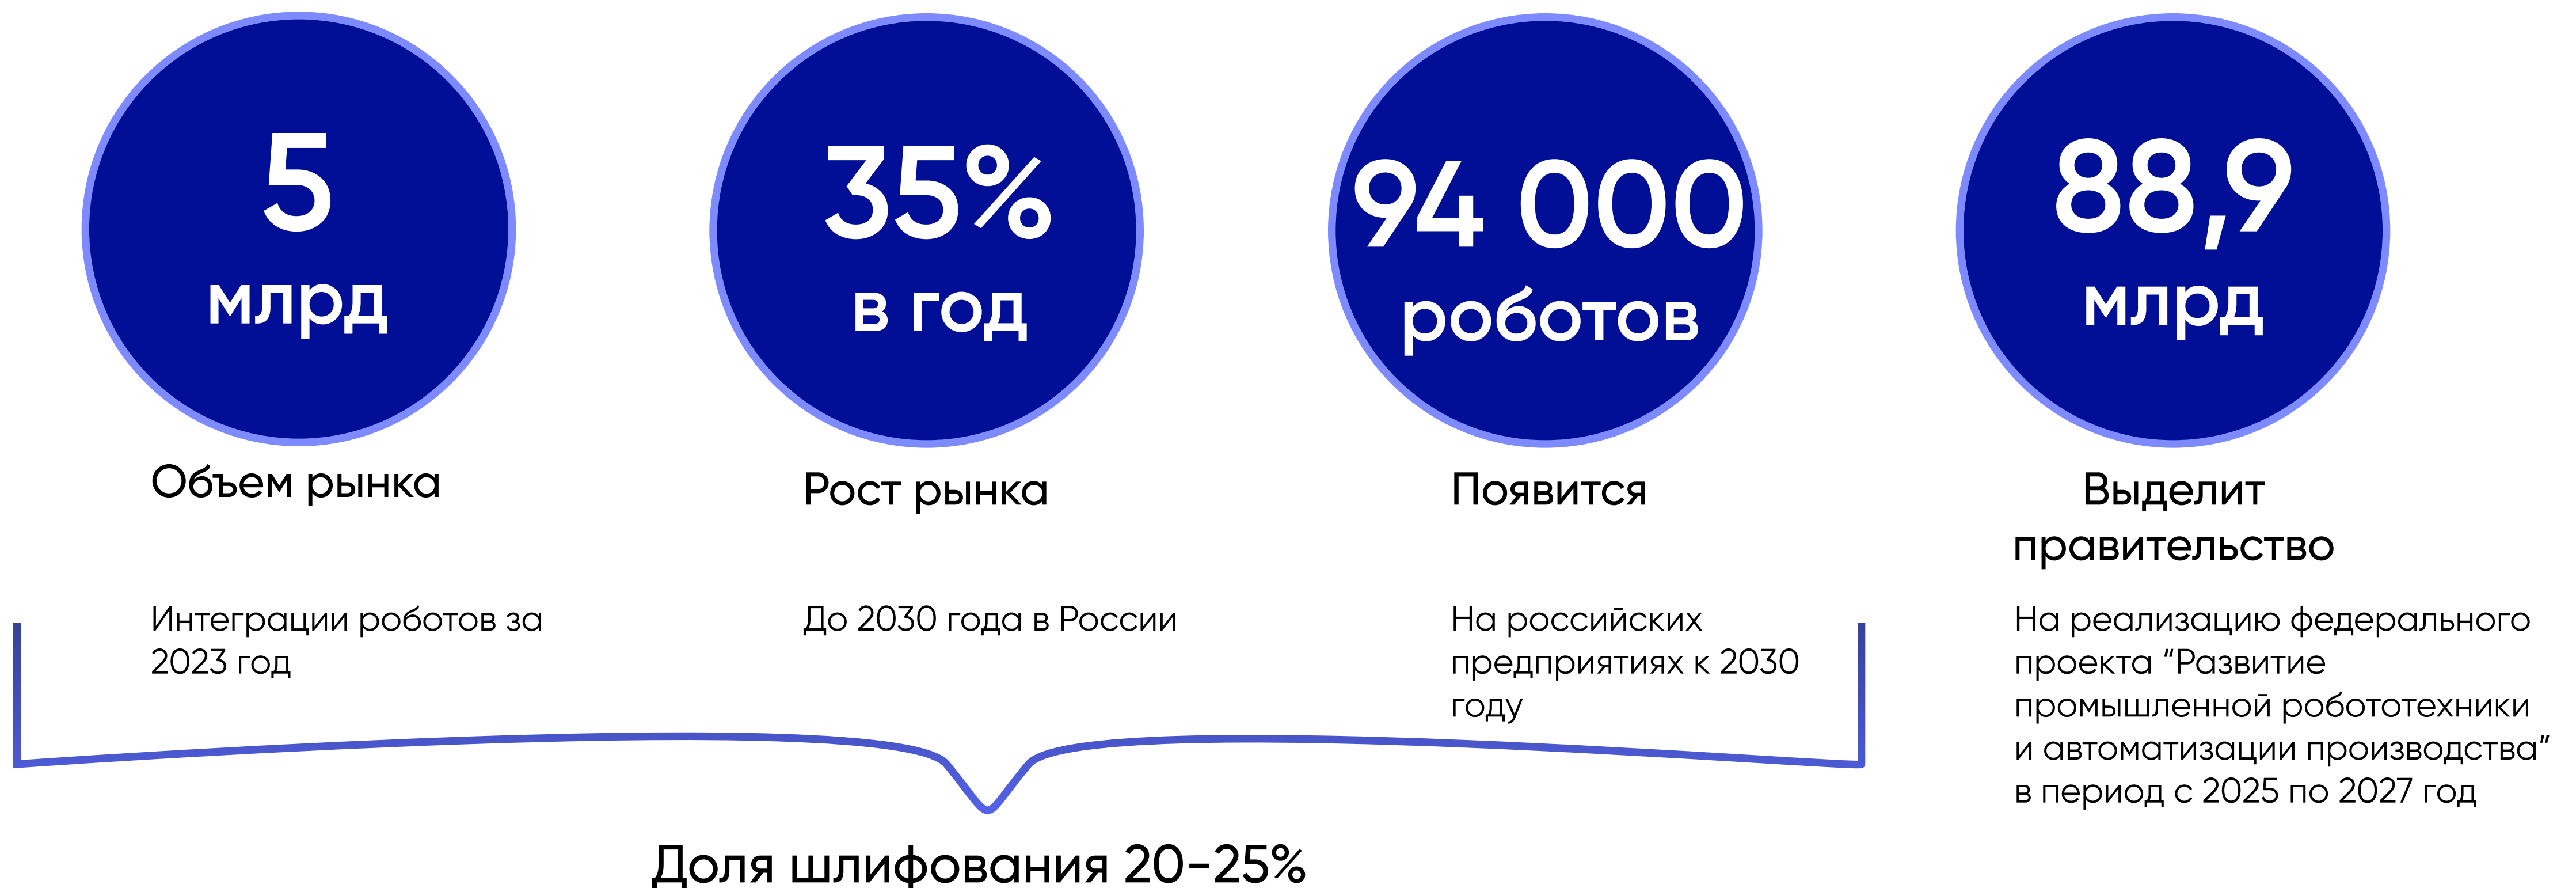 5
млрд
Объем рынка
Интеграции роботов за
2023 год
35%
в год
Рост рынка
До 2030 года в России
94 000
роботов
Появится
На российских
предприятиях к 2030
году
88,9
млрд
Выделит
правительство
На реализацию федерального
проекта “Развитие
промышленной робототехники
и автоматизации производства”
в период с 2025 по 2027 год
Доля шлифования 20-25%